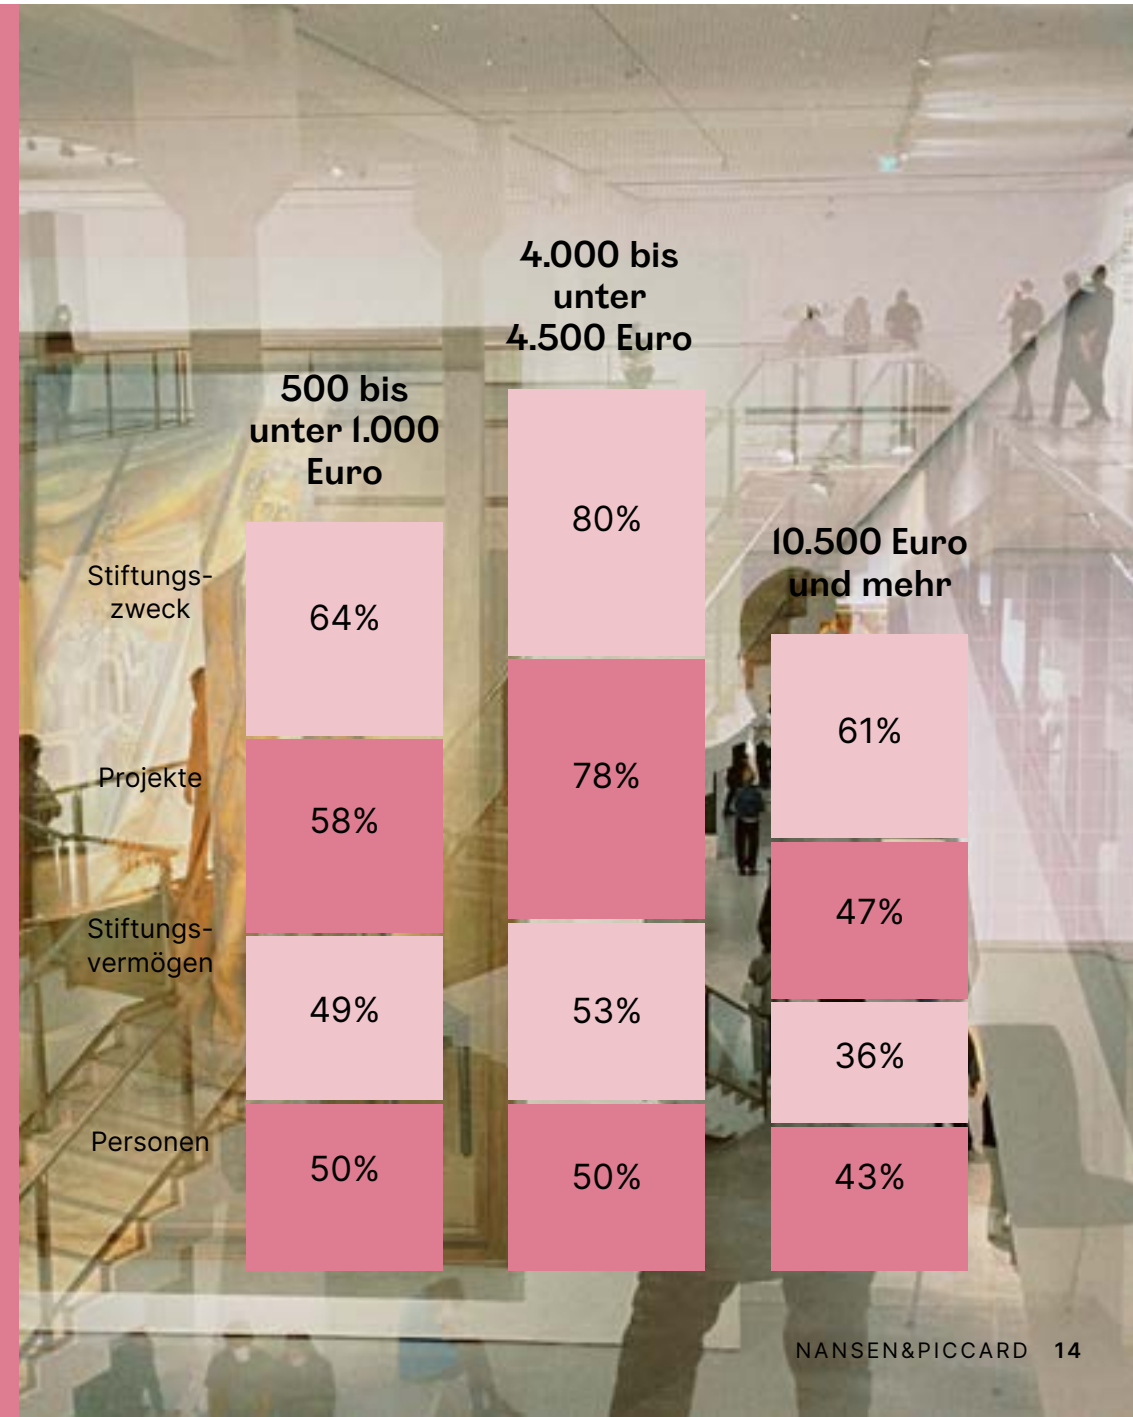 4.000 bis
unter
4.500 Euro
500 bis
unter 1.000
Euro
10.500 Euro
und mehr
Stiftungs-
zweck
64%
80%
61%
Projekte
58%
78%
47%
Stiftungs-
vermögen
49%
53%
36%
Personen
50%
50%
43%
NANSEN&PICCARD 14